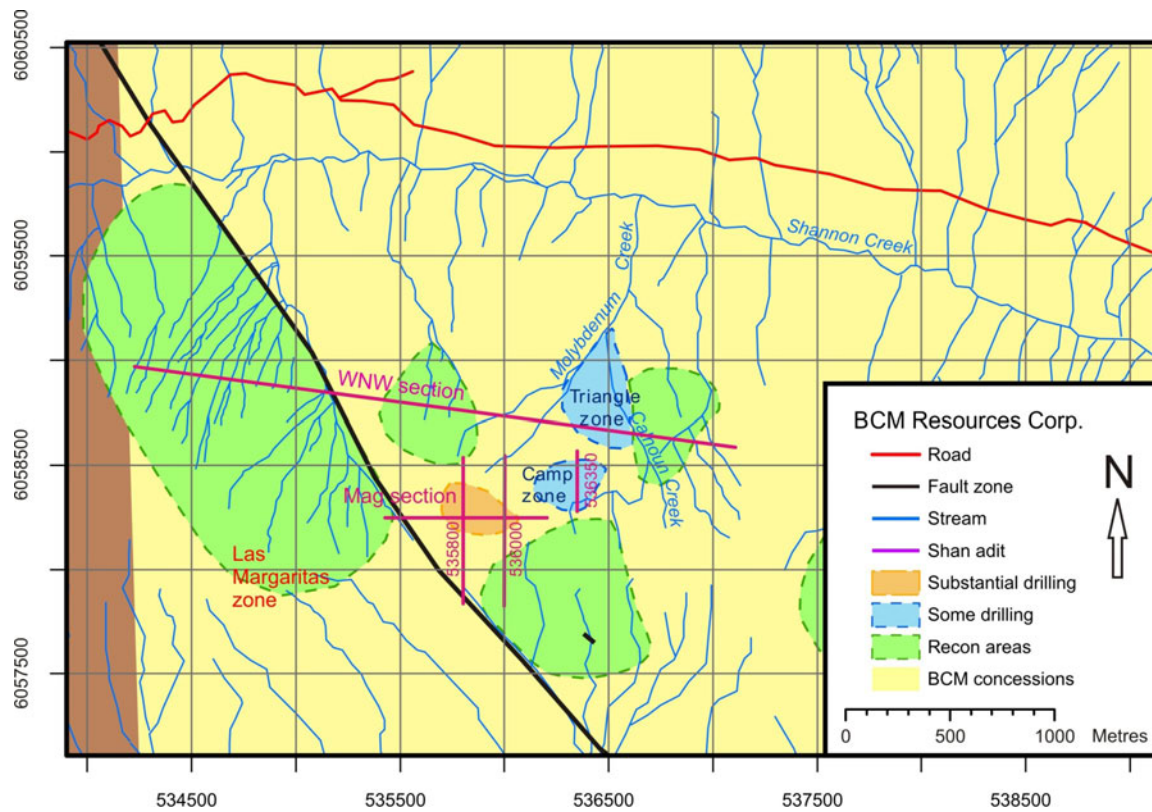 6060500
6059500
6058500
6057500
Molybdenum
Creek
Shannon Creek
WNW section
Triangle
zone
Calhoun Creek
Camp
zone
Mag section
535800
536000
536350
Las
Margaritas
zone
BCM Resources Corp.
Road
Fault zone
Stream
Shan adit
Substantial drilling
Some drilling
Recon areas
BCM concessions
0 500 1000 Metres
N
534500 535500 536500 537500 538500